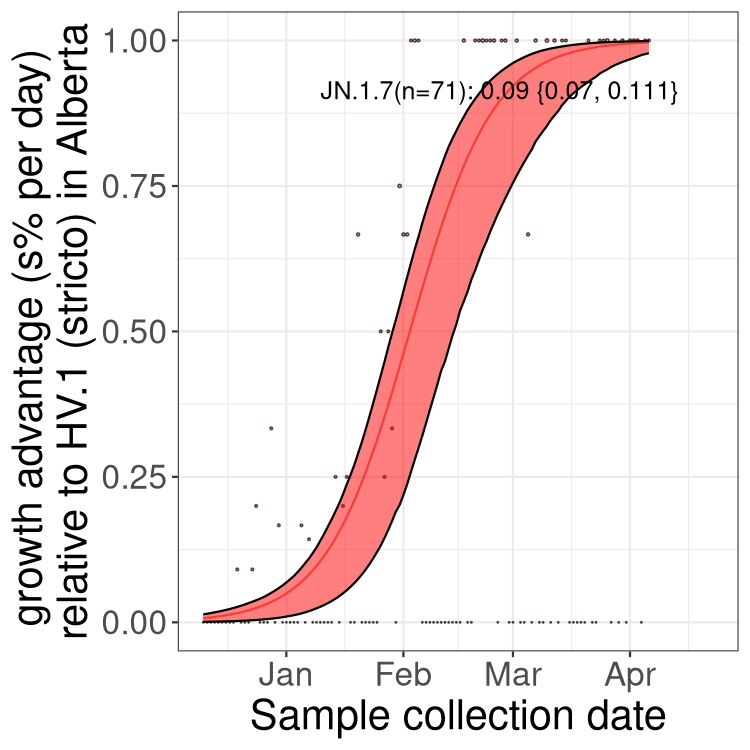 growth advantage (s% per day)
relative to HV.1 (stricto) in Alberta
1.00
0.75
0.50
0.25
0.00
JN.1.7(n=71): 0.09 {0.07, 0.111}
Jan Feb Mar Apr
Sample collection date